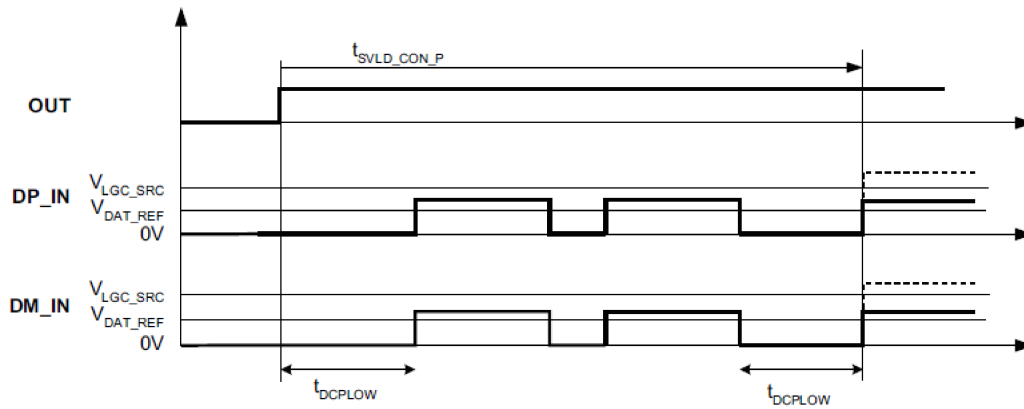 tSVLD_CON_P
OUT
DP_IN
VLGC_SRC
VDAT_REF
0V
DM_IN
VLGC_SRC
VDAT_REF
0V
tDCPLOW
tDCPLOW